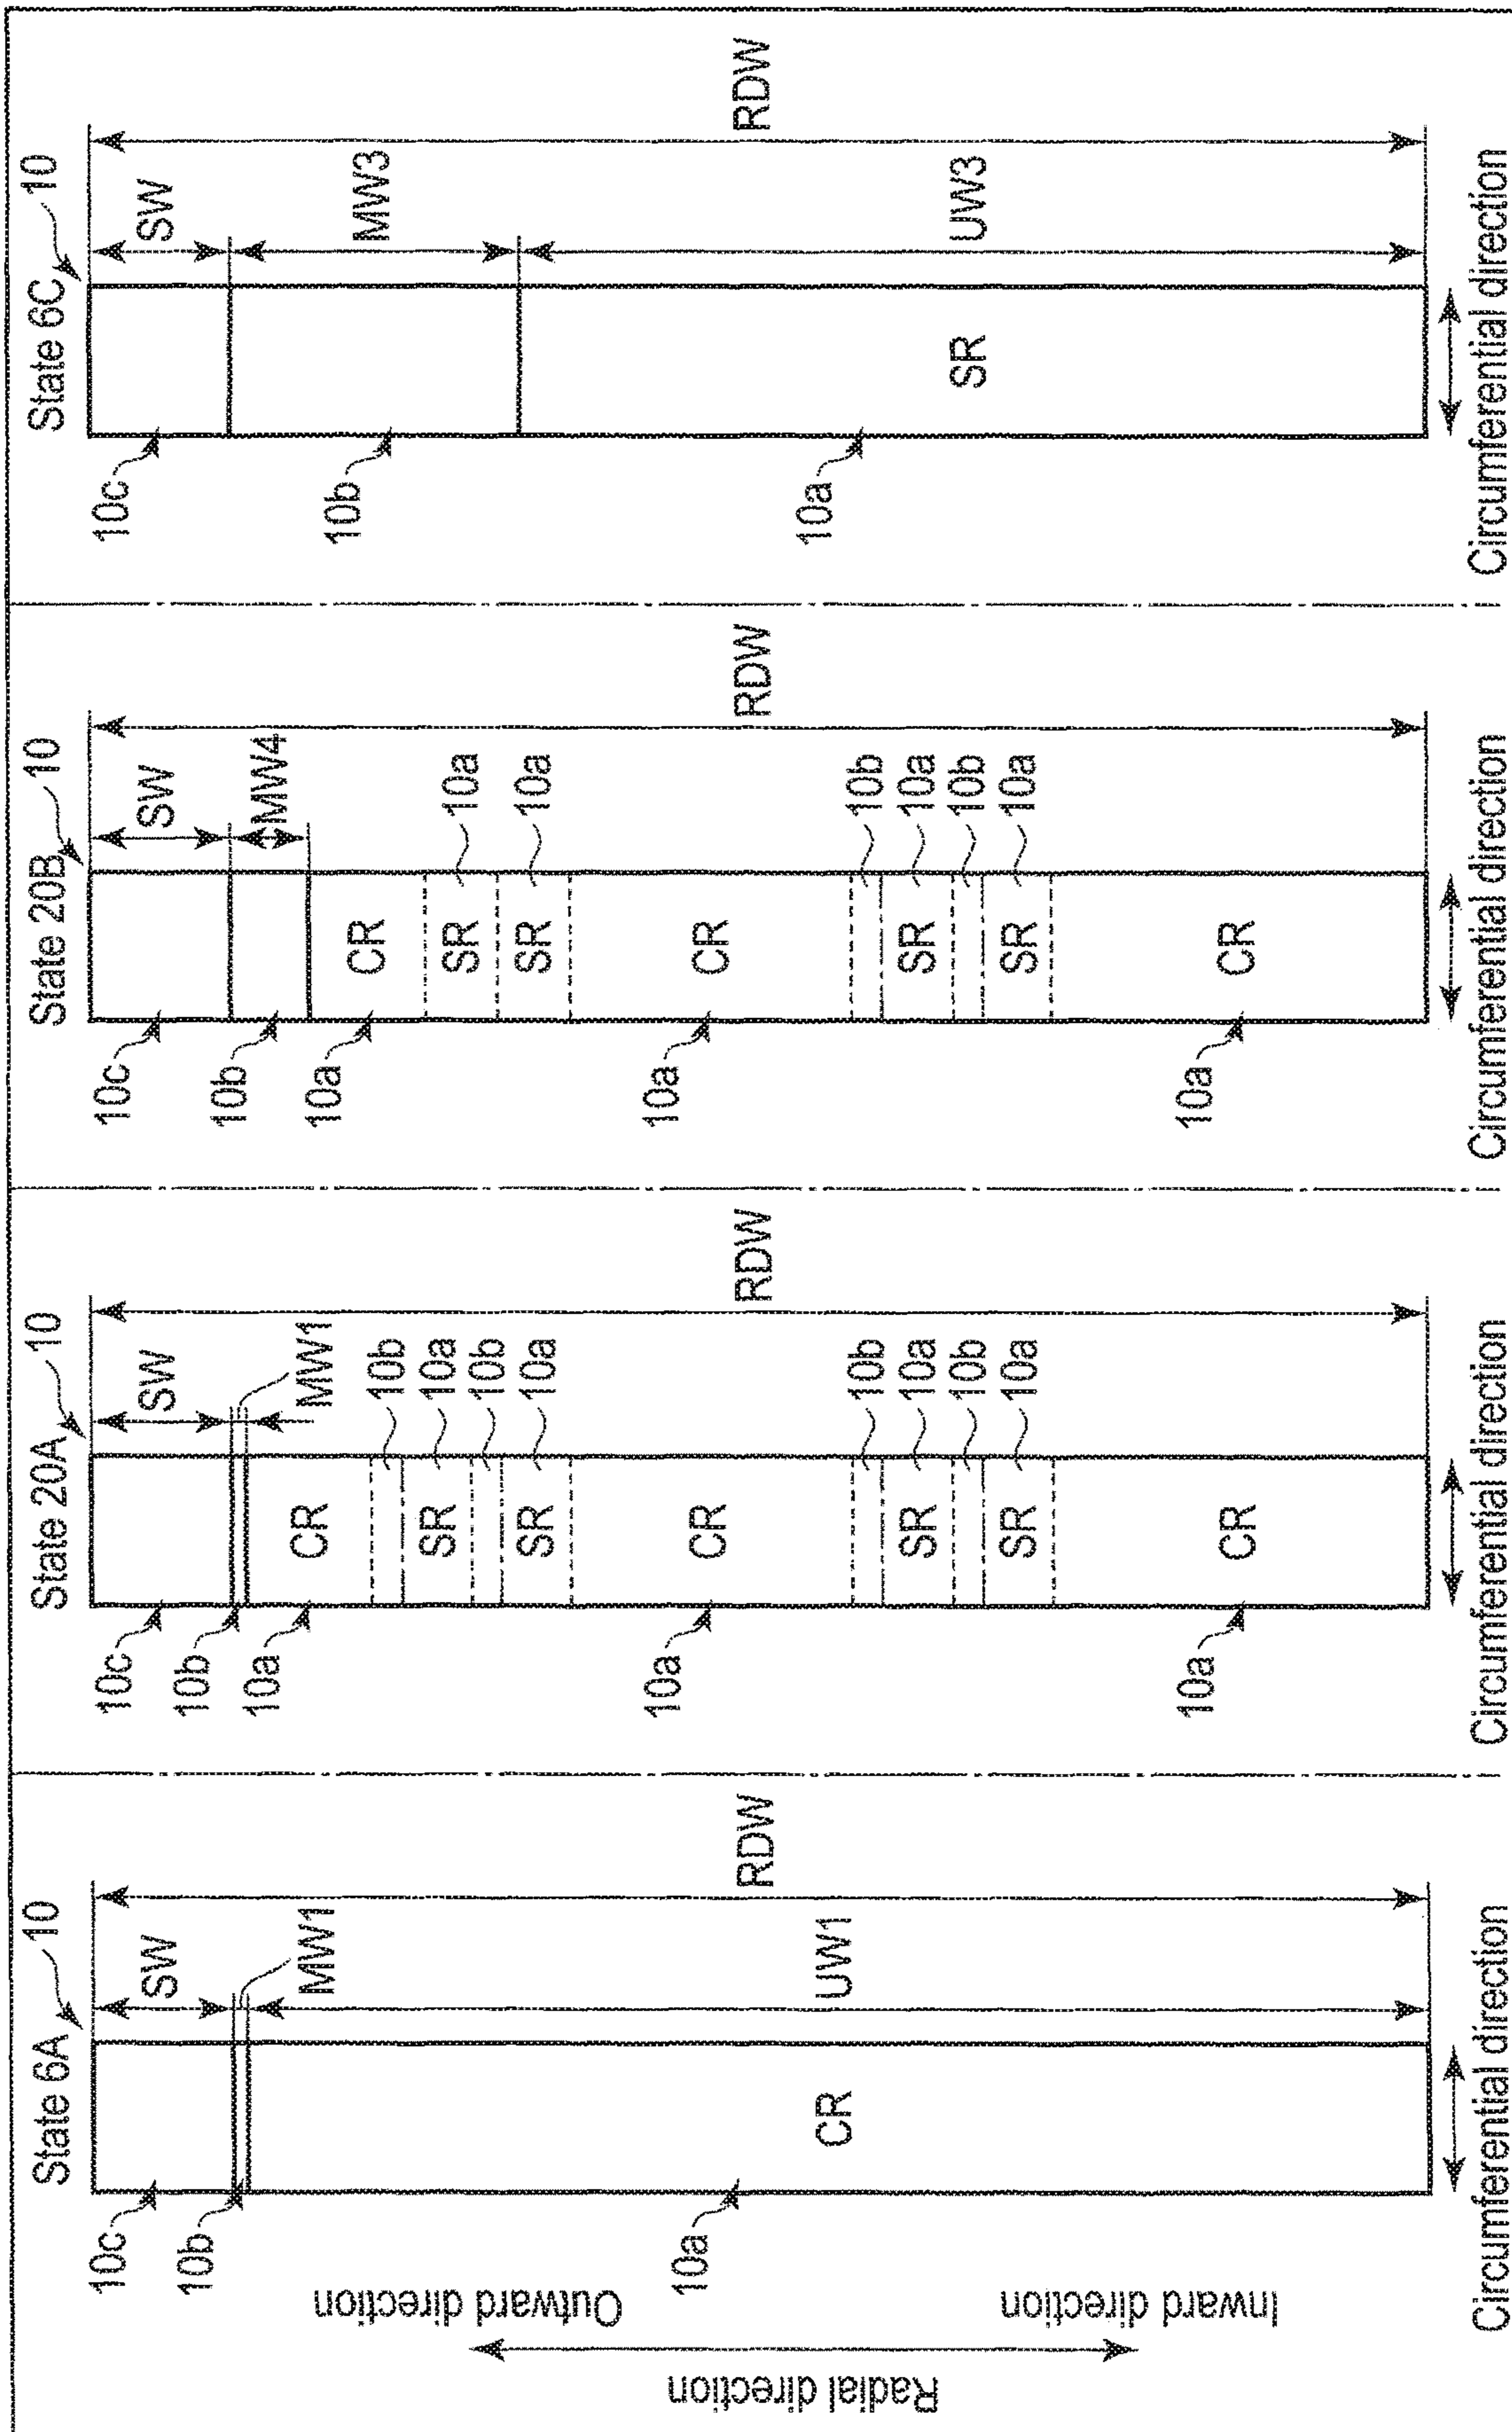 State 6A
10
SW
MW1
UW1
RDW
10c
10b
10a
CR
Circumferential direction
Radial direction
Outward direction
Inward direction
State 20A
10
SW
MW1
RDW
10c
10b
10a
CR
10b
SR
10a
10b
SR
10a
10a
CR
10b
SR
10a
10b
SR
10a
10a
CR
Circumferential direction
State 20B
10
SW
MW4
RDW
10c
10b
10a
CR
SR
10a
SR
10a
10a
CR
10b
SR
10a
10b
SR
10a
10a
CR
Circumferential direction
State 6C
10
SW
MW3
UW3
RDW
10c
10b
10a
SR
Circumferential direction